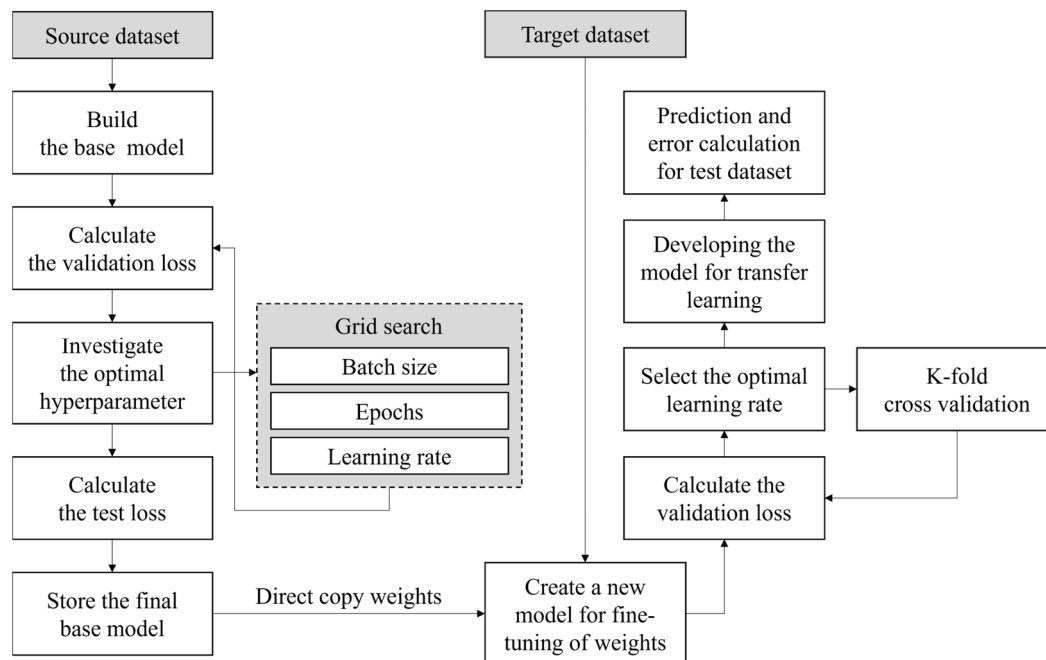 Source dataset
Build
the base model
Calculate
the validation loss
Investigate
the optimal
hyperparameter
Calculate
the test loss
Store the final
base model
Grid search
Batch size
Epochs
Learning rate
Direct copy weights
Target dataset
Create a new
model for fine-
tuning of weights
Calculate the
validation loss
Select the optimal
learning rate
K-fold
cross validation
Developing the
model for transfer
learning
Prediction and
error calculation
for test dataset